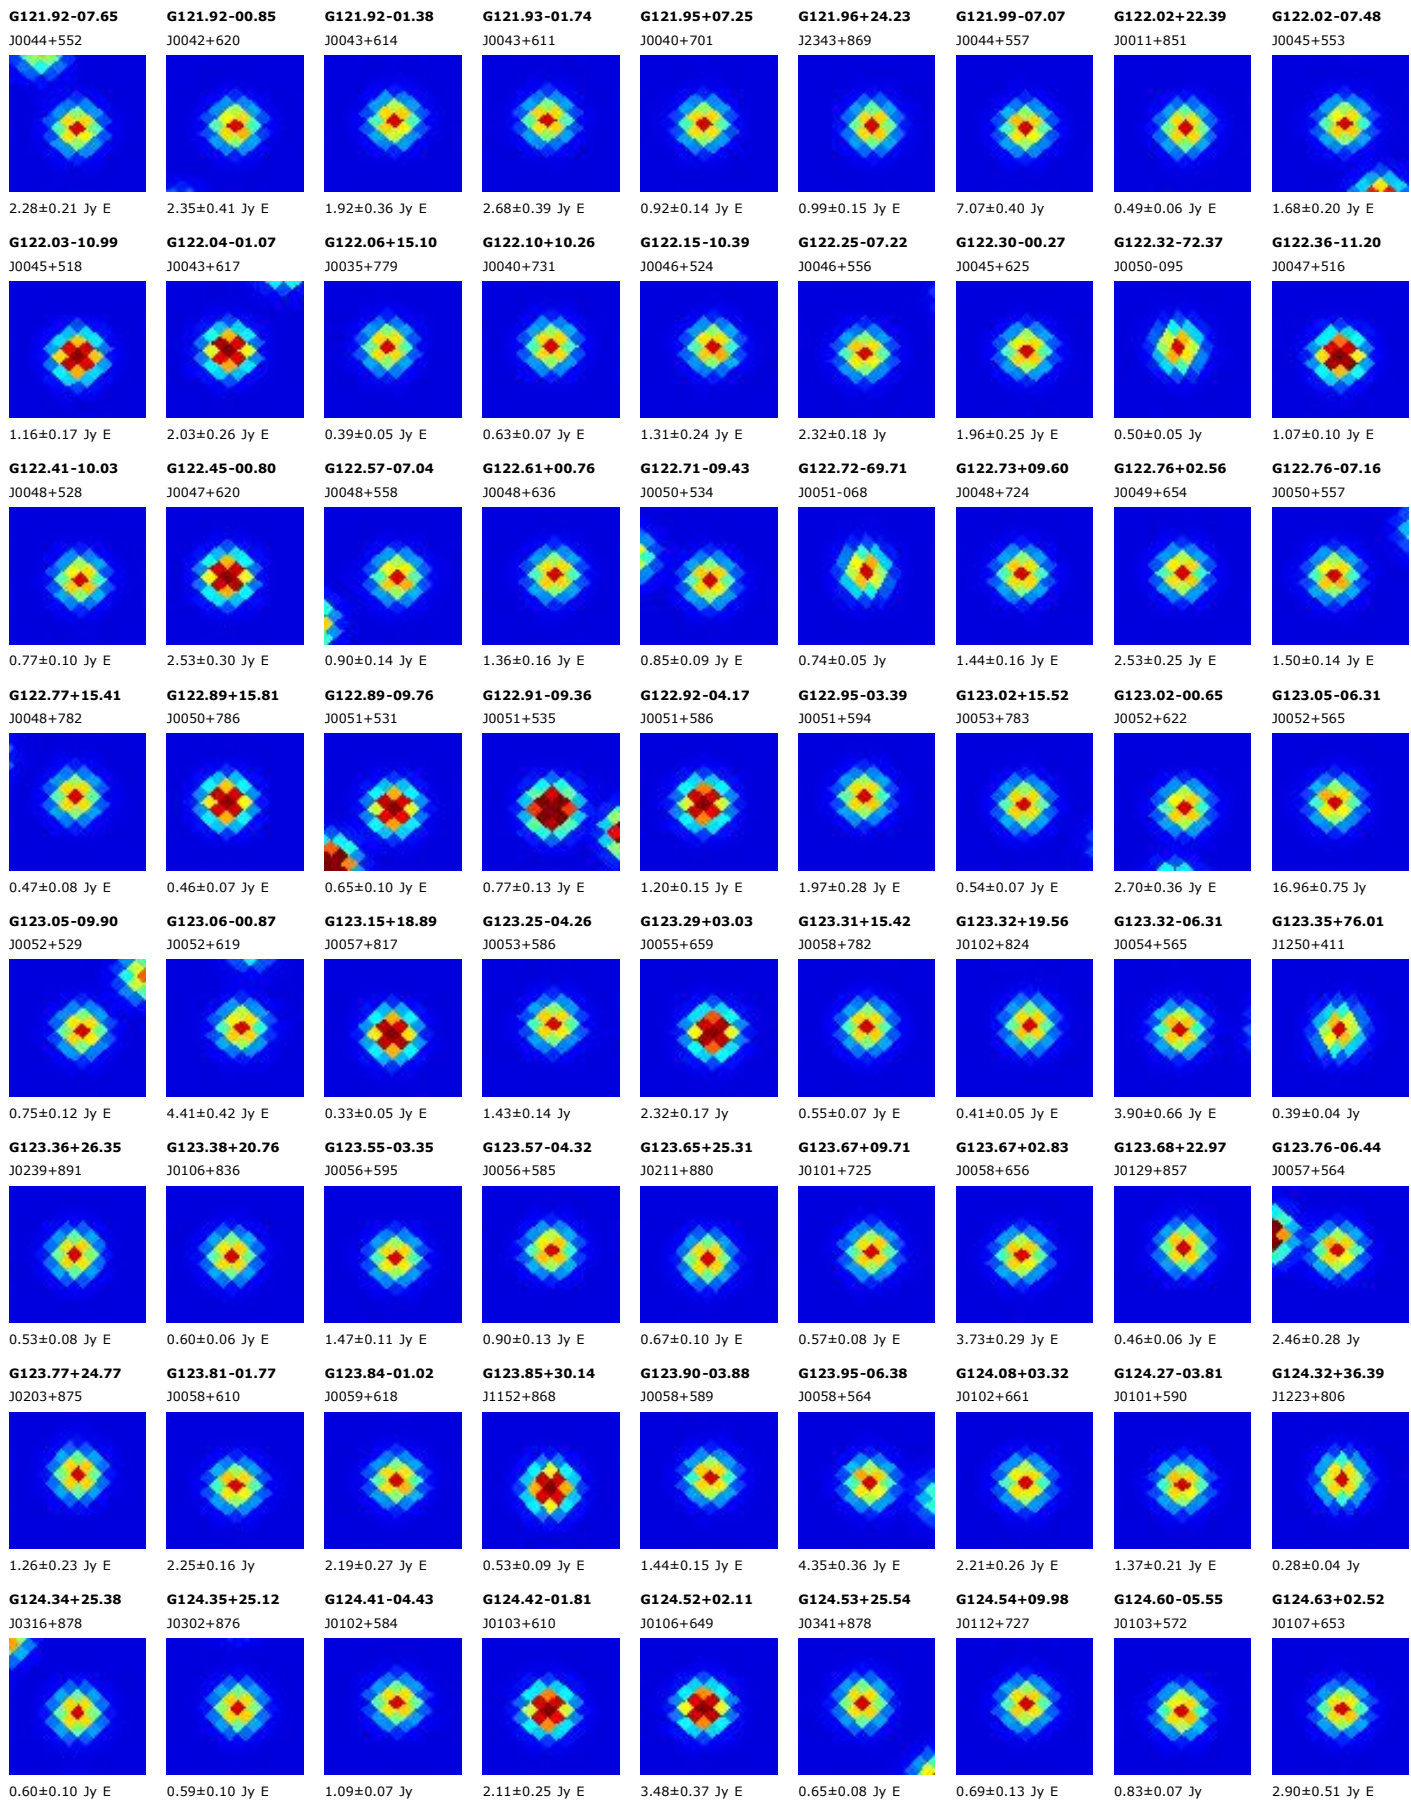 G121.92-07.65 G121.92-00.85 G121.92-01.38 G121.93-01.74 G121.95+07.25 G121.96+24.23 G121.99-07.07 G122.02+22.39 G122.02-07.48
J0044+552 J0042+620 J0043+614 J0043+611 J0040+701 J2343+869 J0044+557 J0011+851 J0045+553
2.28±0.21 Jy E 2.35±0.41 Jy E 1.92±0.36 Jy E 2.68±0.39 Jy E 0.92±0.14 Jy E 0.99±0.15 Jy E 7.07±0.40 Jy 0.49±0.06 Jy E 1.68±0.20 Jy E
G122.03-10.99 G122.04-01.07 G122.06+15.10 G122.10+10.26 G122.15-10.39 G122.25-07.22 G122.30-00.27 G122.32-72.37 G122.36-11.20
J0045+518 J0043+617 J0035+779 J0040+731 J0046+524 J0046+556 J0045+625 J0050-095 J0047+516
1.16±0.17 Jy E 2.03±0.26 Jy E 0.39±0.05 Jy E 0.63±0.07 Jy E 1.31±0.24 Jy E 2.32±0.18 Jy 1.96±0.25 Jy E 0.50±0.05 Jy 1.07±0.10 Jy E
G122.41-10.03 G122.45-00.80 G122.57-07.04 G122.61+00.76 G122.71-09.43 G122.72-69.71 G122.73+09.60 G122.76+02.56 G122.76-07.16
J0048+528 J0047+620 J0048+558 J0048+636 J0050+534 J0051-068 J0048+724 J0049+654 J0050+557
0.77±0.10 Jy E 2.53±0.30 Jy E 0.90±0.14 Jy E 1.36±0.16 Jy E 0.85±0.09 Jy E 0.74±0.05 Jy 1.44±0.16 Jy E 2.53±0.25 Jy E 1.50±0.14 Jy E
G122.77+15.41 G122.89+15.81 G122.89-09.76 G122.91-09.36 G122.92-04.17 G122.95-03.39 G123.02+15.52 G123.02-00.65 G123.05-06.31
J0048+782 J0050+786 J0051+531 J0051+535 J0051+586 J0051+594 J0053+783 J0052+622 J0052+565
0.47±0.08 Jy E 0.46±0.07 Jy E 0.65±0.10 Jy E 0.77±0.13 Jy E 1.20±0.15 Jy E 1.97±0.28 Jy E 0.54±0.07 Jy E 2.70±0.36 Jy E 16.96±0.75 Jy
G123.05-09.90 G123.06-00.87 G123.15+18.89 G123.25-04.26 G123.29+03.03 G123.31+15.42 G123.32+19.56 G123.32-06.31 G123.35+76.01
J0052+529 J0052+619 J0057+817 J0053+586 J0055+659 J0058+782 J0102+824 J0054+565 J1250+411
0.75±0.12 Jy E 4.41±0.42 Jy E 0.33±0.05 Jy E 1.43±0.14 Jy 2.32±0.17 Jy 0.55±0.07 Jy E 0.41±0.05 Jy E 3.90±0.66 Jy E 0.39±0.04 Jy
G123.36+26.35 G123.38+20.76 G123.55-03.35 G123.57-04.32 G123.65+25.31 G123.67+09.71 G123.67+02.83 G123.68+22.97 G123.76-06.44
J0239+891 J0106+836 J0056+595 J0056+585 J0211+880 J0101+725 J0058+656 J0129+857 J0057+564
0.53±0.08 Jy E 0.60±0.06 Jy E 1.47±0.11 Jy E 0.90±0.13 Jy E 0.67±0.10 Jy E 0.57±0.08 Jy E 3.73±0.29 Jy E 0.46±0.06 Jy E 2.46±0.28 Jy
G123.77+24.77 G123.81-01.77 G123.84-01.02 G123.85+30.14 G123.90-03.88 G123.95-06.38 G124.08+03.32 G124.27-03.81 G124.32+36.39
J0203+875 J0058+610 J0059+618 J1152+868 J0058+589 J0058+564 J0102+661 J0101+590 J1223+806
1.26±0.23 Jy E 2.25±0.16 Jy 2.19±0.27 Jy E 0.53±0.09 Jy E 1.44±0.15 Jy E 4.35±0.36 Jy E 2.21±0.26 Jy E 1.37±0.21 Jy E 0.28±0.04 Jy
G124.34+25.38 G124.35+25.12 G124.41-04.43 G124.42-01.81 G124.52+02.11 G124.53+25.54 G124.54+09.98 G124.60-05.55 G124.63+02.52
J0316+878 J0302+876 J0102+584 J0103+610 J0106+649 J0341+878 J0112+727 J0103+572 J0107+653
0.60±0.10 Jy E 0.59±0.10 Jy E 1.09±0.07 Jy 2.11±0.25 Jy E 3.48±0.37 Jy E 0.65±0.08 Jy E 0.69±0.13 Jy E 0.83±0.07 Jy 2.90±0.51 Jy E